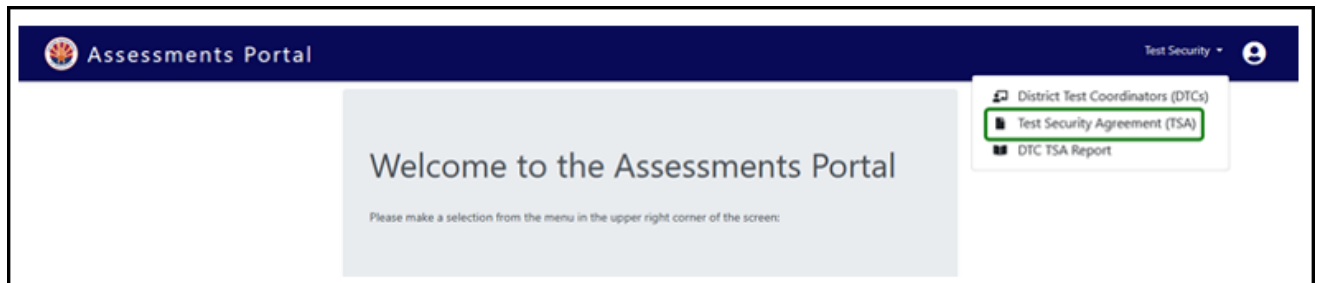 Assessments Portal
Test Security
District Test Coordinators (DTCs)
Test Security Agreement (TSA)
DTC TSA Report
Welcome to the Assessments Portal
Please make a selection from the menu in the upper right corner of the screen: